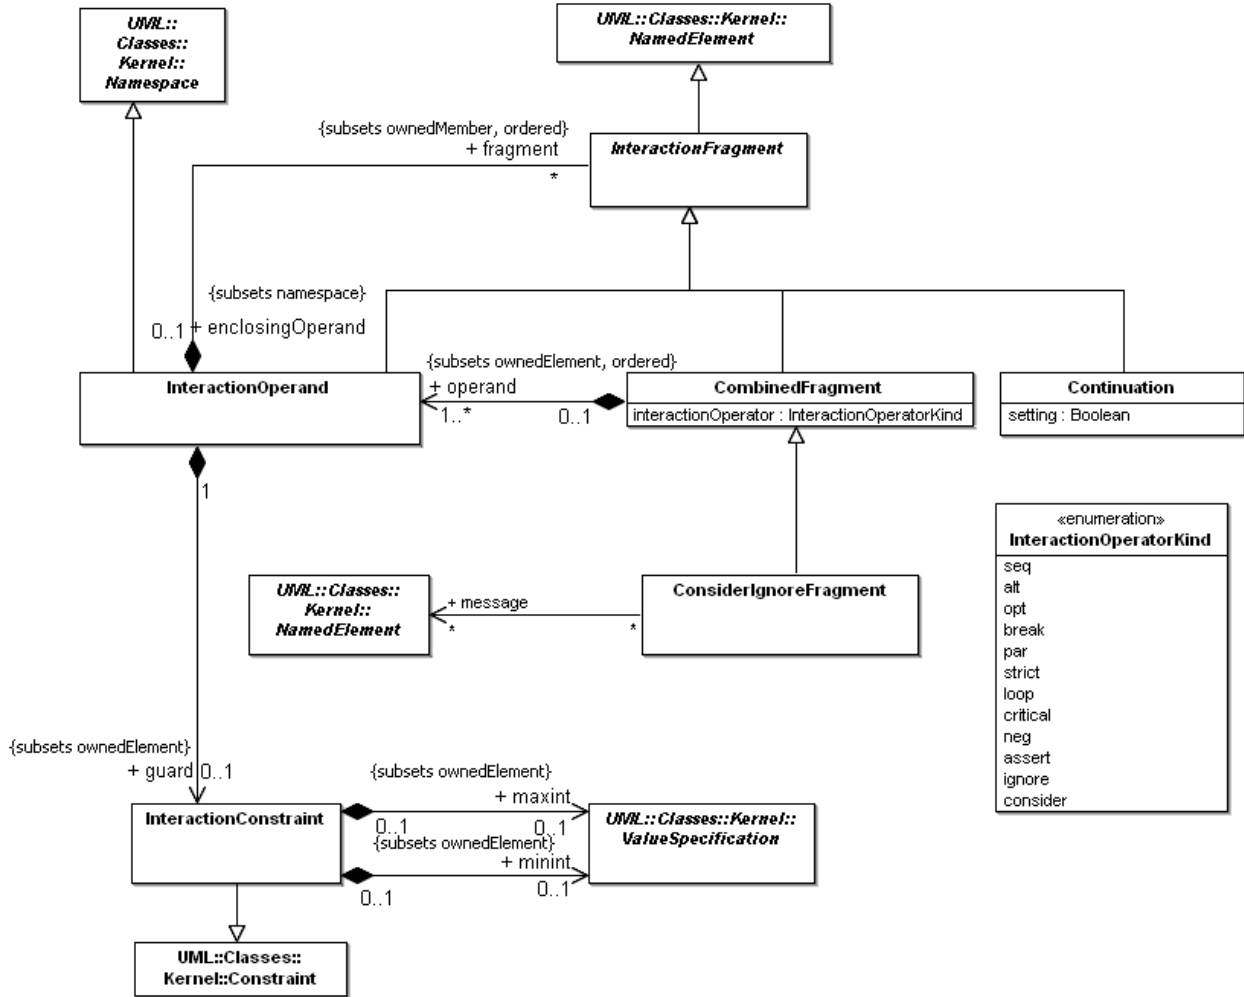 UML::
Classes::
Kernel::
Namespace
UML::Classes::Kernel::
NamedElement
{subsets ownedMember, ordered}
+ fragment
*
InteractionFragment
{subsets namespace}
0..1
+ enclosingOperand
InteractionOperand
{subsets ownedElement, ordered}
+ operand
1..*
0..1
CombinedFragment
interactionOperator : InteractionOperatorKind
Continuation
setting : Boolean
1
«enumeration»
InteractionOperatorKind
seq
alt
opt
break
par
strict
loop
critical
neg
assert
ignore
consider
UML::Classes::
Kernel::
NamedElement
+ message
*
*
ConsiderIgnoreFragment
{subsets ownedElement}
+ guard
0..1
InteractionConstraint
{subsets ownedElement}
+ maxint
0..1
0..1
{subsets ownedElement}
+ minint
0..1
0..1
UML::Classes::Kernel::
ValueSpecification
UML::Classes::
Kernel::Constraint